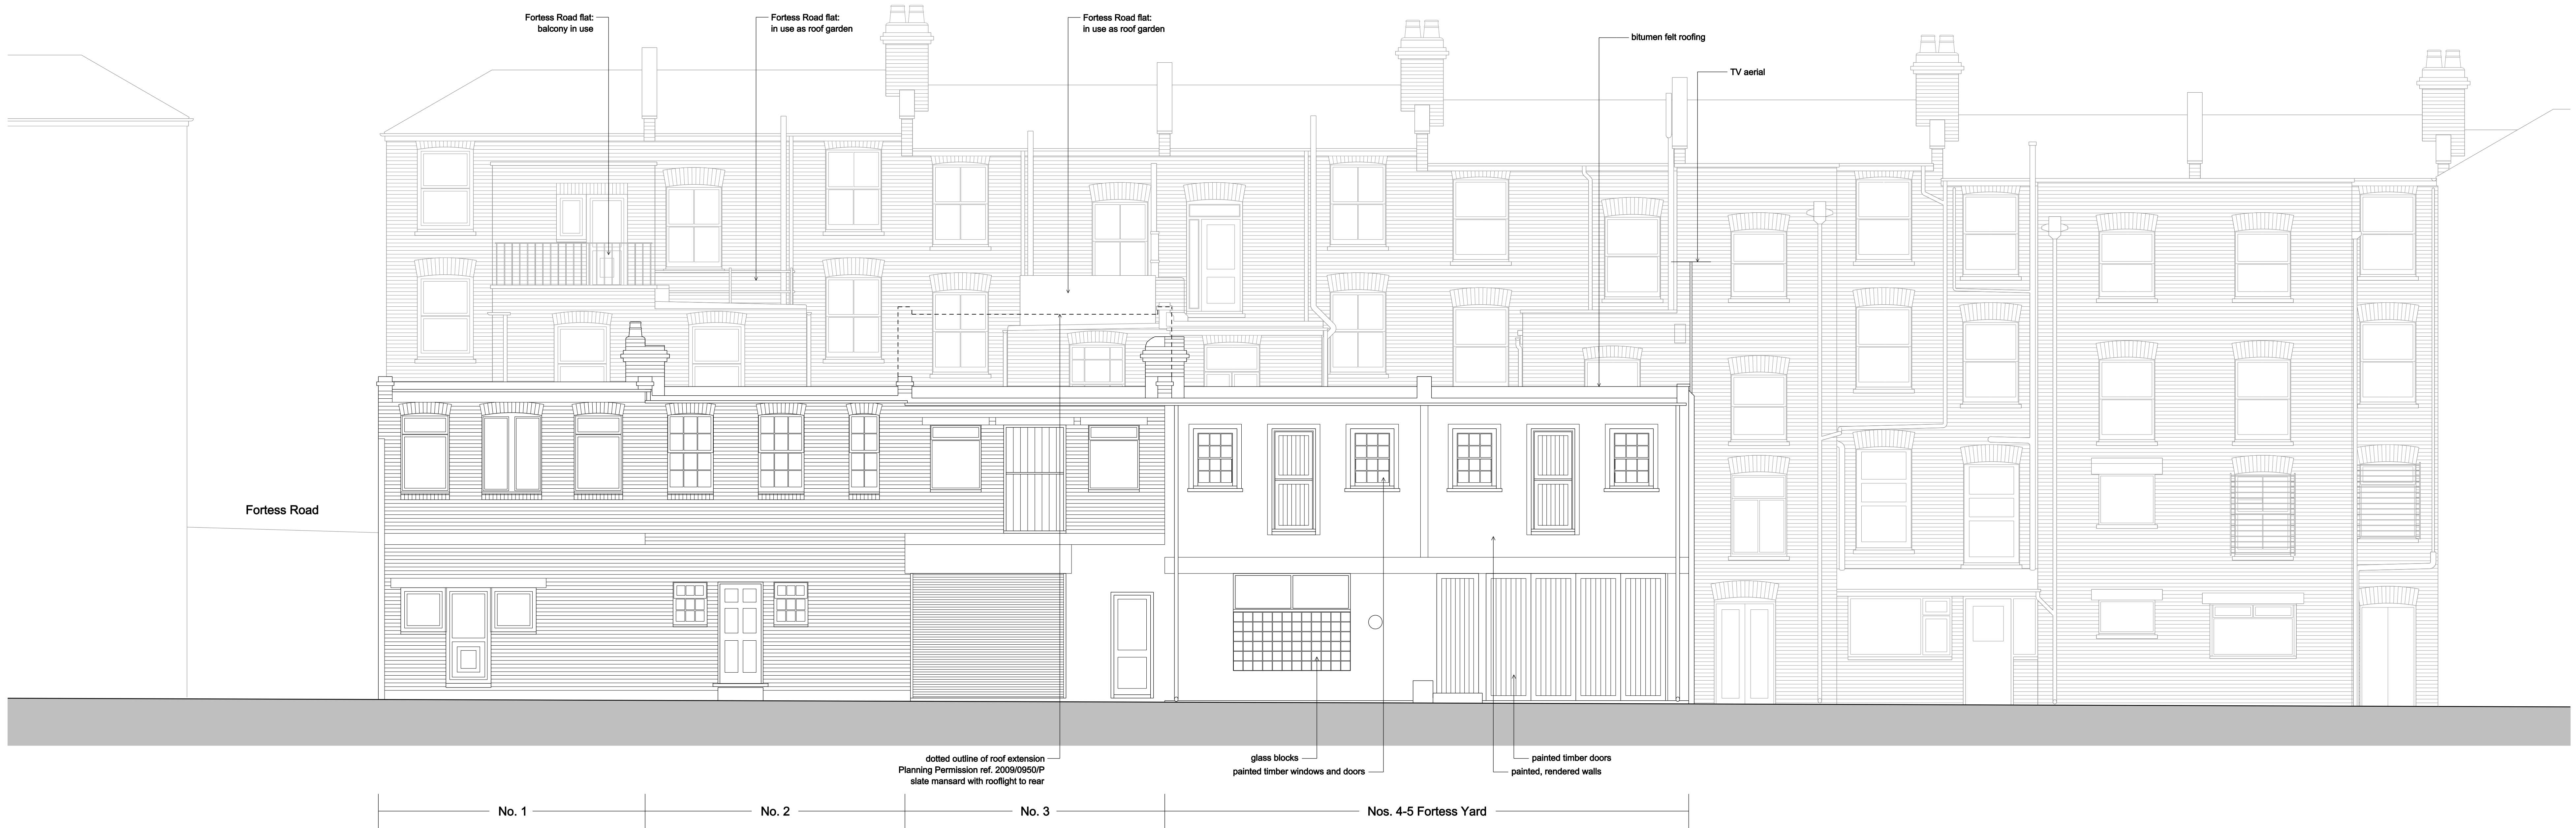 Fortess Road flat:
balcony in use
Fortess Road flat:
in use as roof garden
Fortess Road flat:
in use as roof garden
bitumen felt roofing
TV aerial
Fortess Road
dotted outline of roof extension
Planning Permission ref. 2009/0950/P
slate mansard with rooflight to rear
glass blocks
painted timber windows and doors
painted timber doors
painted, rendered walls
No. 1
No. 2
No. 3
Nos. 4-5 Fortess Yard